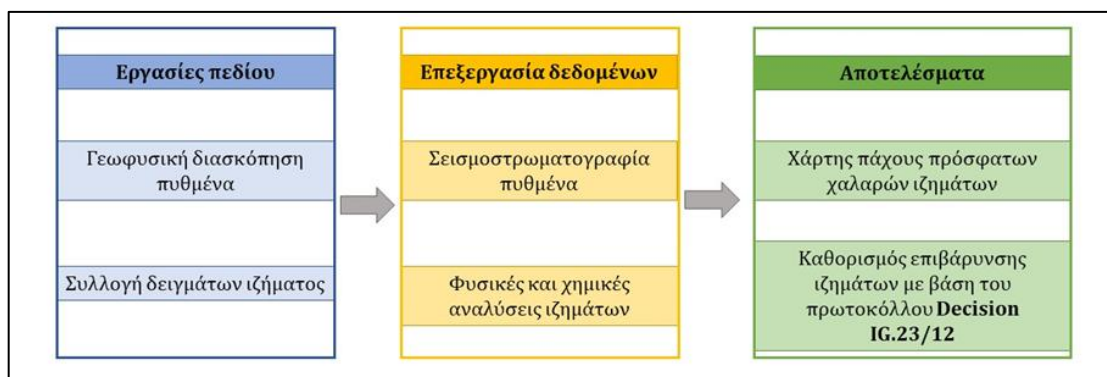 Εργασίες πεδίου
Γεωφυσική διασκόπηση
πυθμένα
Συλλογή δειγμάτων ιζήματος
Επεξεργασία δεδομένων
Σεισμοστρωματογραφία
πυθμένα
Φυσικές και χημικές
αναλύσεις ιζημάτων
Αποτελέσματα
Χάρτης πάχους πρόσφατων
χαλαρών ιζημάτων
Καθορισμός επιβάρυνσης
ιζημάτων με βάση του
πρωτοκόλλου Decision
IG.23/12